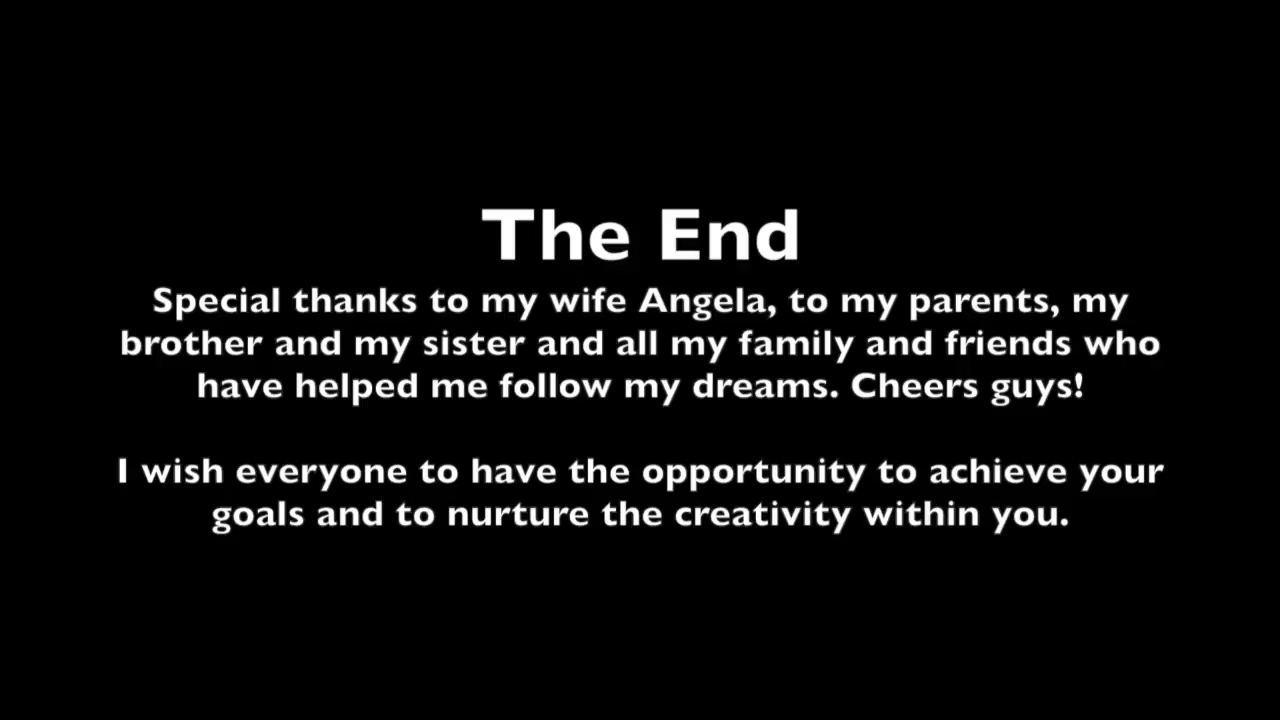 The End
Special thanks to my wife Angela, to my parents, my
brother and my sister and all my family and friends who
have helped me follow my dreams. Cheers guys!
I wish everyone to have the opportunity to achieve your
goals and to nurture the creativity within you.